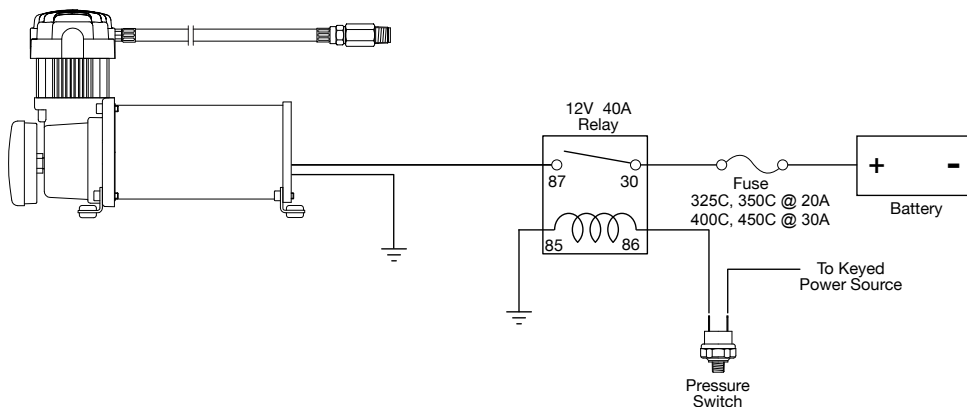 12V 40A
Relay
87
30
Fuse
325C, 350C @ 20A
400C, 450C @ 30A
+
-
Battery
85
86
To Keyed
Power Source
Pressure
Switch